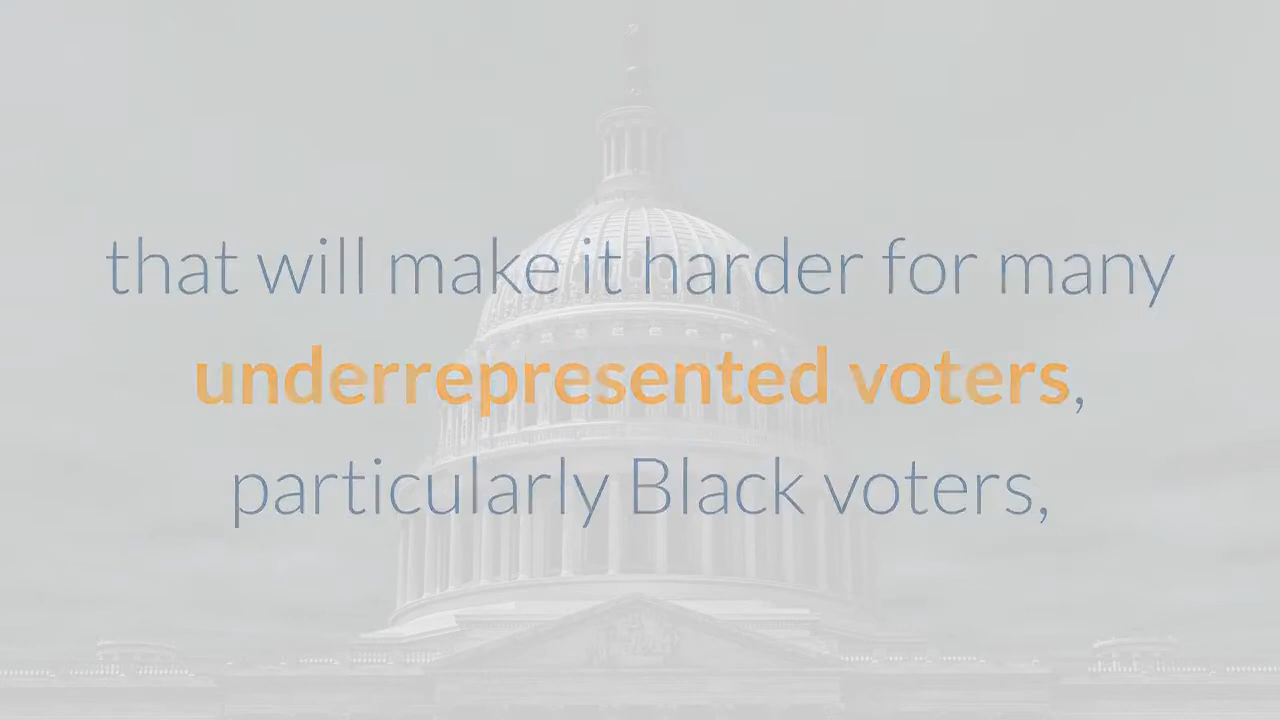 that will make it harder for many
underrepresented voters,
particularly Black voters,